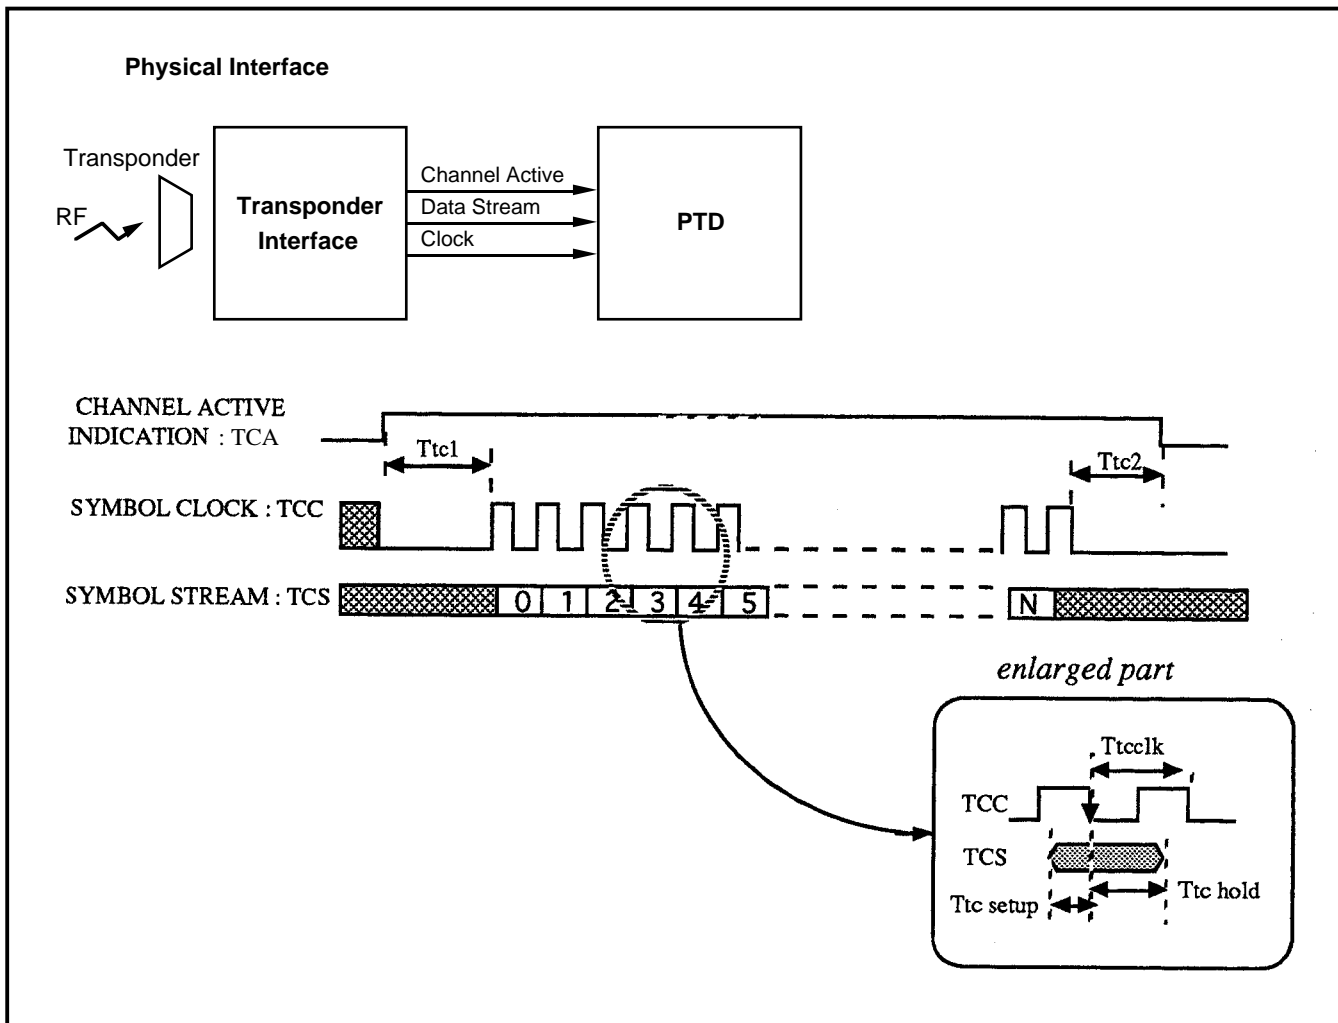 Physical Interface
Transponder
RF
Transponder
Interface
Channel Active
Data Stream
Clock
PTD
CHANNEL ACTIVE
INDICATION : TCA
Ttc1
Ttc2
SYMBOL CLOCK : TCC
SYMBOL STREAM : TCS
0 1 2 3 4 5 N
enlarged part
Ttcclk
TCC
TCS
Ttc setup
Ttc hold